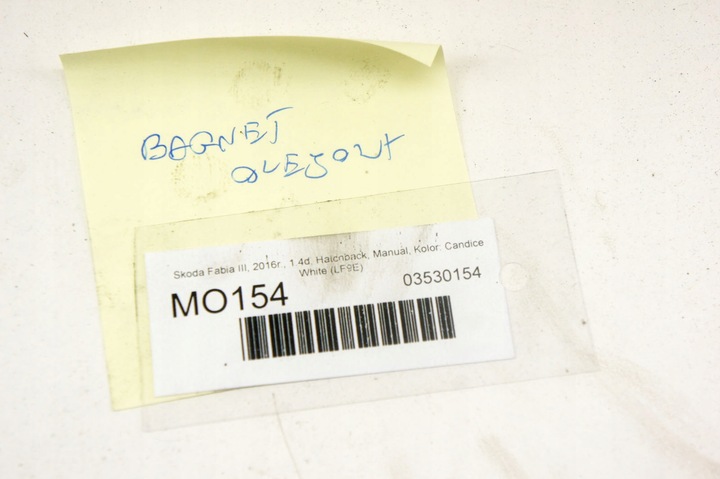 BAGNET
OLEJOWY
Skoda Fabia III, 2016r., 1.4d, Hatchback, Manual, Kolor: Candice
White (LF9E)
MO154
03530154